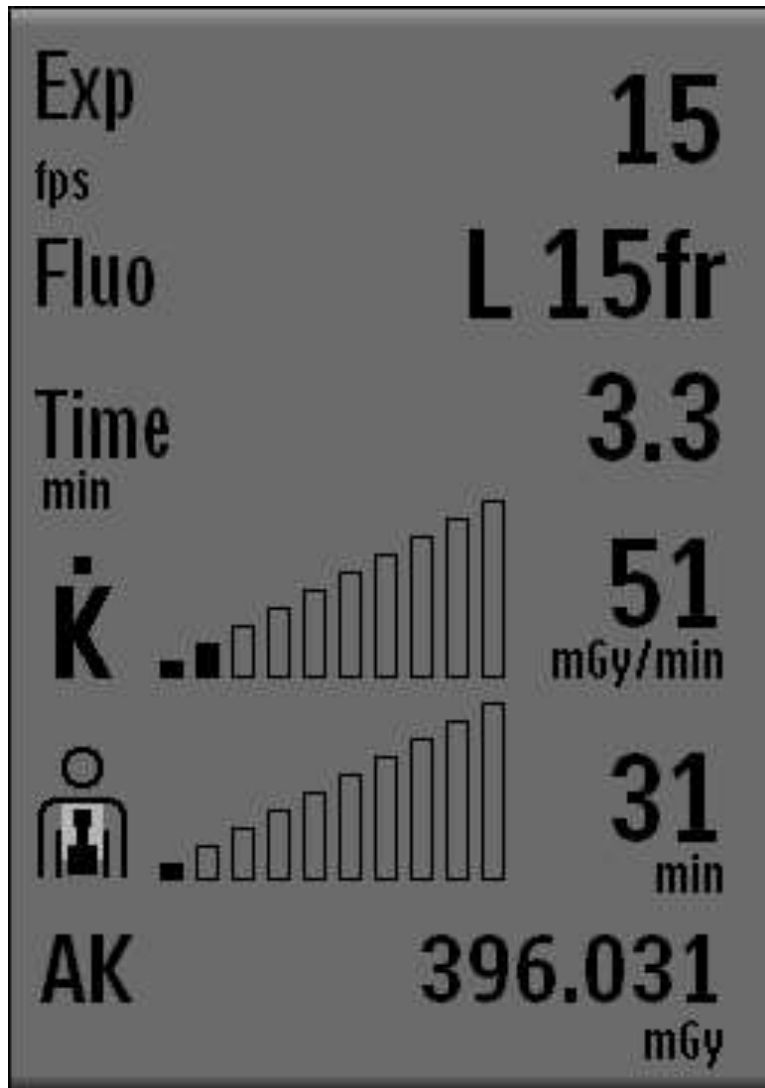 Exp 15
fps
Fluo L 15fr
Time 3.3
min
K̇ 51
mGy/min
31
min
AK 396.031
mGy